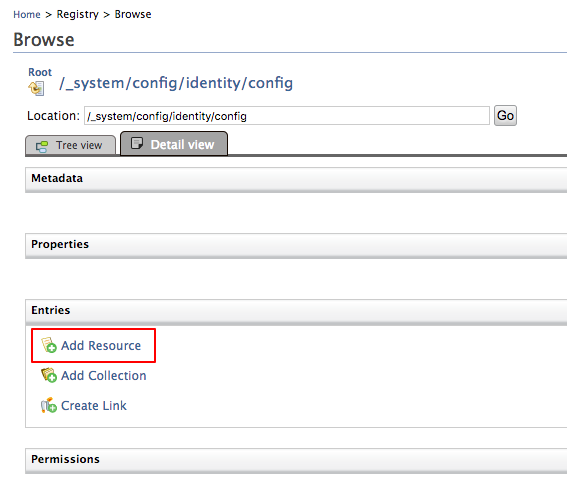 Home > Registry > Browse
Browse
Root
/_system/config/identity/config
Location: /_system/config/identity/config Go
Tree view Detail view
Metadata
Properties
Entries
Add Resource
Add Collection
Create Link
Permissions